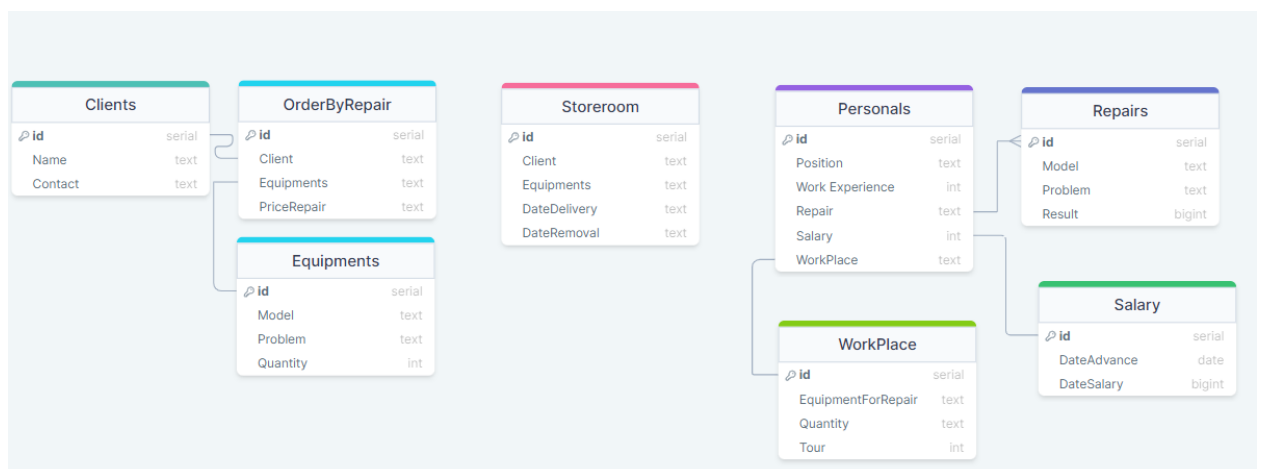 Clients
id serial
Name text
Contact text
OrderByRepair
id serial
Client text
Equipments text
PriceRepair text
Equipments
id serial
Model text
Problem text
Quantity int
Storeroom
id serial
Client text
Equipments text
DateDelivery text
DateRemoval text
Personals
id serial
Position text
Work Experience int
Repair text
Salary int
WorkPlace text
WorkPlace
id serial
EquipmentForRepair text
Quantity text
Tour int
Repairs
id serial
Model text
Problem text
Result bigint
Salary
id serial
DateAdvance date
DateSalary bigint